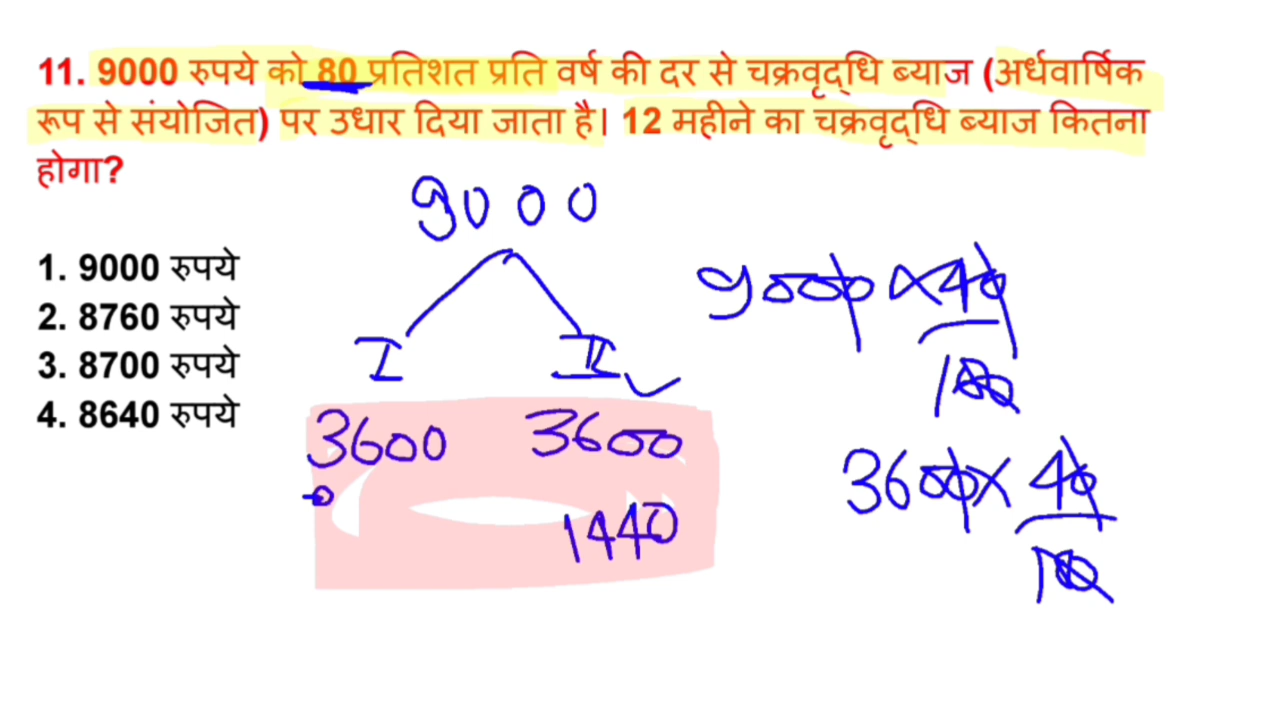 11. 9000 रुपये को 80 प्रतिशत प्रति वर्ष की दर से चक्रवृद्धि ब्याज (अर्धवार्षिक
रूप से संयोजित) पर उधार दिया जाता है। 12 महीने का चक्रवृद्धि ब्याज कितना
होगा?
9000
1. 9000 रुपये
2. 8760 रुपये
3. 8700 रुपये
4. 8640 रुपये
I II
3600 3600
1440
9000 × 40
100
3600 × 40